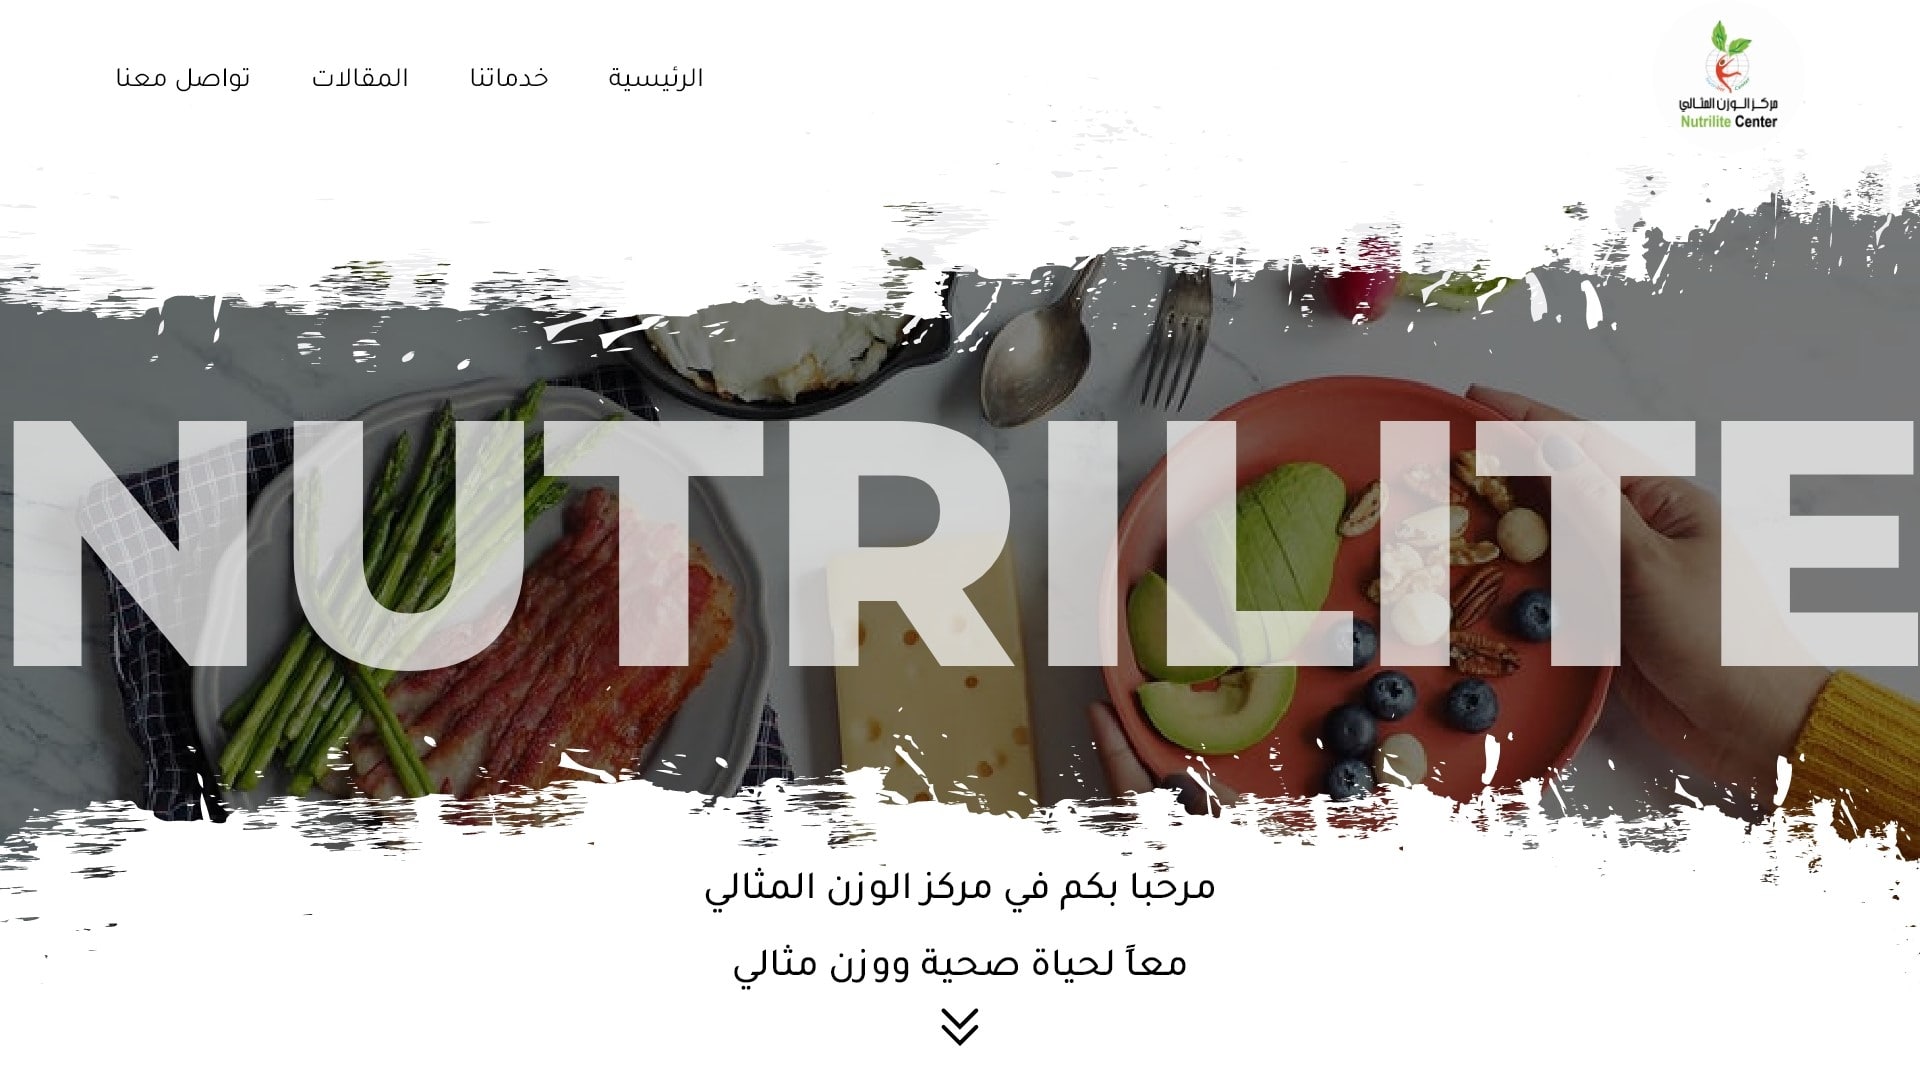 مركز الوزن المثالي
Nutrilite Center
الرئيسية
خدماتنا
المقالات
تواصل معنا
NUTRILITE
مرحبا بكم في مركز الوزن المثالي
معاً لحياة صحية ووزن مثالي